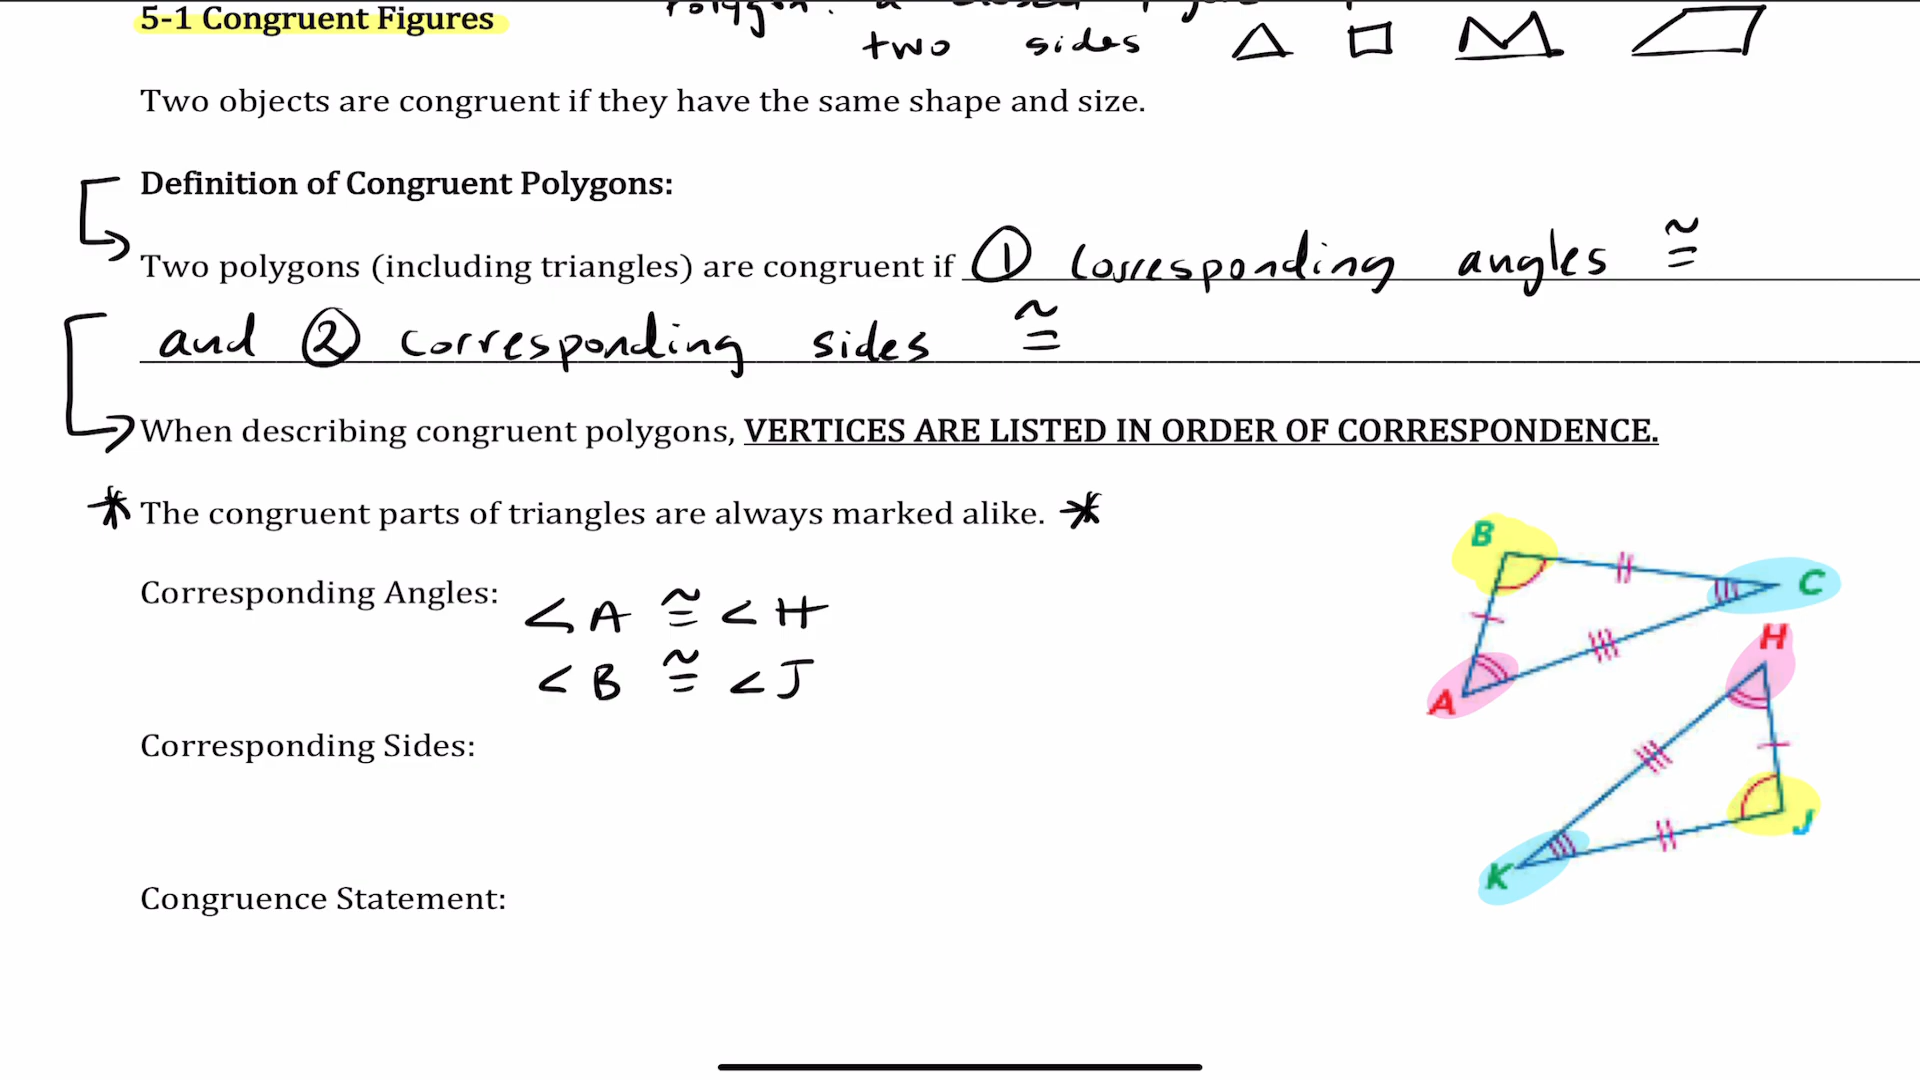 5-1 Congruent Figures
Polygon: a closed figure
two sides
Two objects are congruent if they have the same shape and size.
Definition of Congruent Polygons:
Two polygons (including triangles) are congruent if ① corresponding angles ≅
and ② corresponding sides ≅
When describing congruent polygons, VERTICES ARE LISTED IN ORDER OF CORRESPONDENCE.
* The congruent parts of triangles are always marked alike. *
Corresponding Angles: <A ≅ <H
<B ≅ <J
Corresponding Sides:
Congruence Statement:
B
C
A
H
J
K